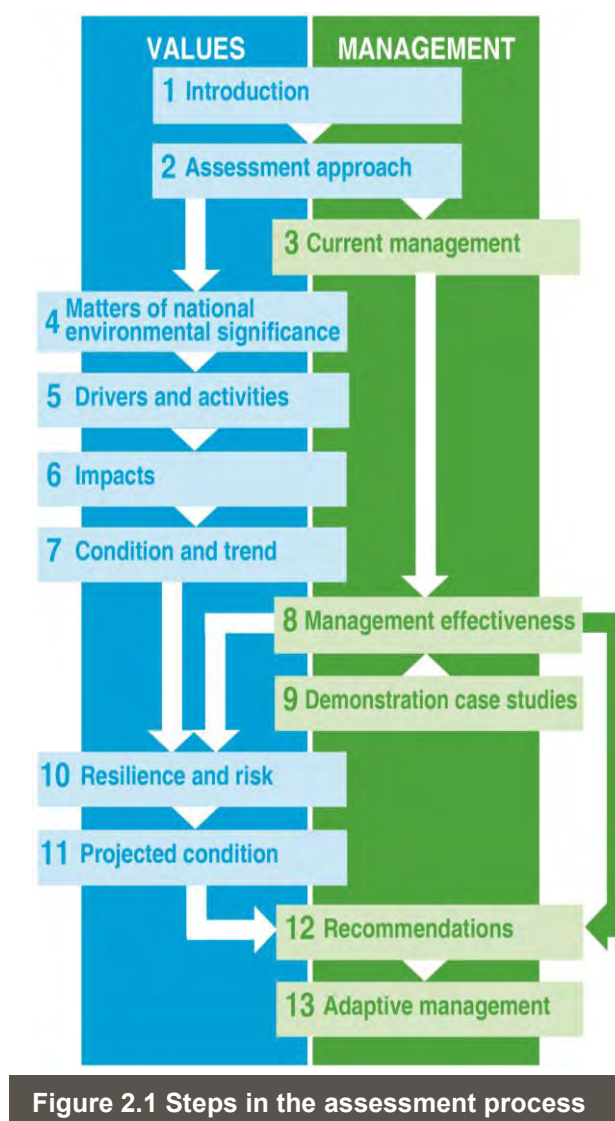 VALUES MANAGEMENT
1 Introduction
2 Assessment approach
3 Current management
4 Matters of national
environmental significance
5 Drivers and activities
6 Impacts
7 Condition and trend
8 Management effectiveness
9 Demonstration case studies
10 Resilience and risk
11 Projected condition
12 Recommendations
13 Adaptive management
Figure 2.1 Steps in the assessment process